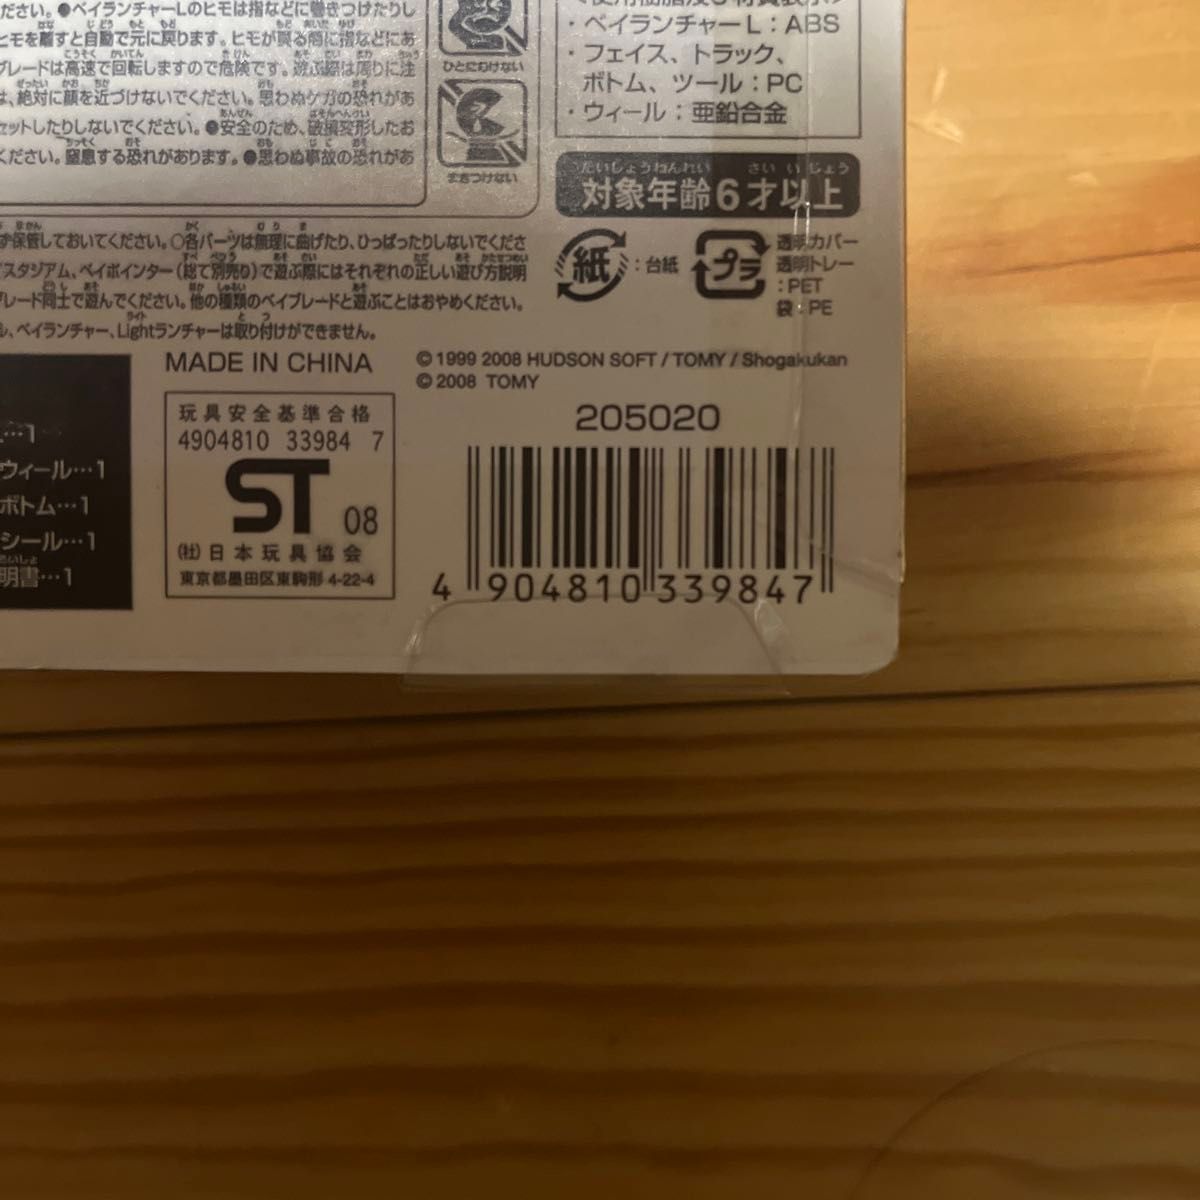 ださい。●ベイランチャーLのヒモは指などに巻きつけたりし
ヒモを離すと自動で元に戻ります。ヒモが戻る前に指などにあ
ブレードは高速で回転しますので危険です。遊ぶ際は周りに注
は、絶対に顔を近づけないでください。思わぬケガの恐れがあ
セットしたりしないでください。●安全のため、破損変形したお
ください。窒息する恐れがあります。●思わぬ事故の恐れがあ
ひとにむけない
まきつけない
・ベイランチャーL:ABS
・フェイス、トラック、
ボトム、ツール:PC
・ウィール:亜鉛合金
たいしょうねんれい さい いじょう
対象年齢6才以上
ず保管しておいてください。○各パーツは無理に曲げたり、ひっぱったりしないでくださ
スタジアム、ベイポインター(総て別売り)で遊ぶ際にはそれぞれの正しい遊び方説明
ブレード同士で遊んでください。他の種類のベイブレードと遊ぶことはおやめください。
ベイランチャー、Lightランチャーは取り付けができません。
紙:台紙
プラ
透明カバー
透明トレー
:PET
袋:PE
MADE IN CHINA
©1999 2008 HUDSON SOFT/TOMY/Shogakukan
©2008 TOMY
205020
玩具安全基準合格
4904810 33984 7
ST 08
(社)日本玩具協会
東京都墨田区東駒形4-22-4
…1
ウィール…1
ボトム…1
シール…1
明書…1
4 904810 339847